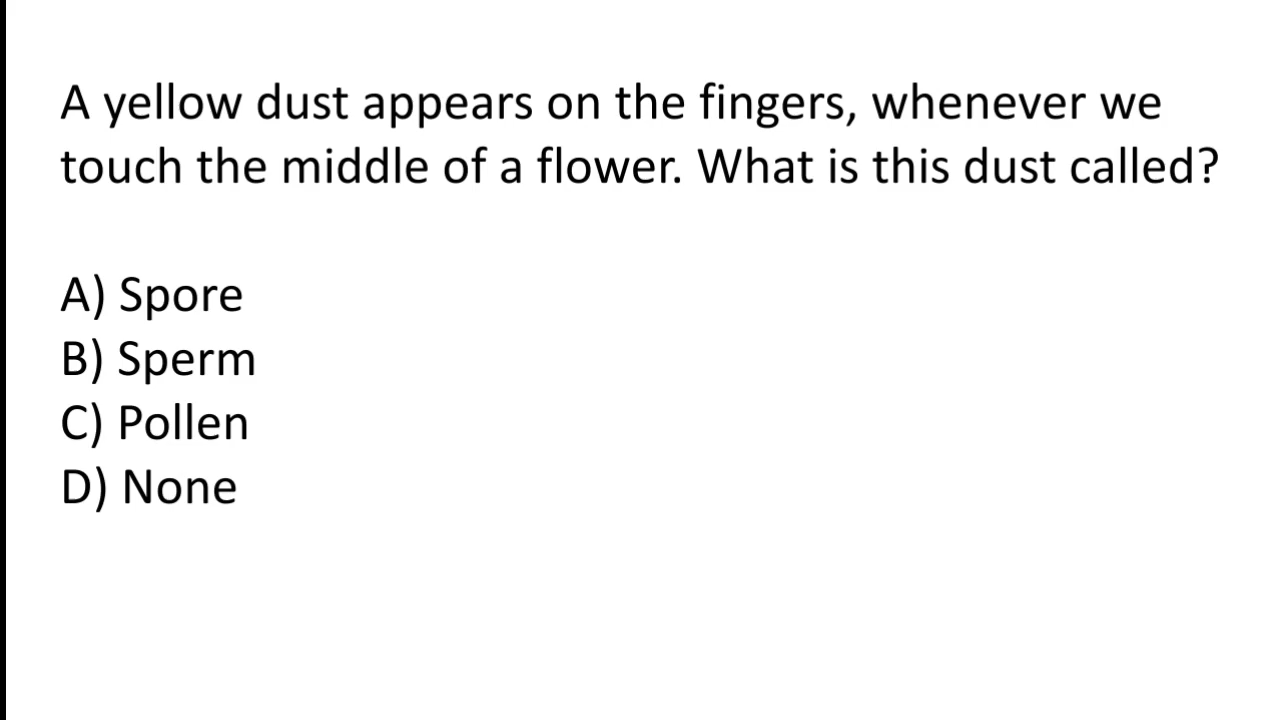 A yellow dust appears on the fingers, whenever we
touch the middle of a flower. What is this dust called?
A) Spore
B) Sperm
C) Pollen
D) None